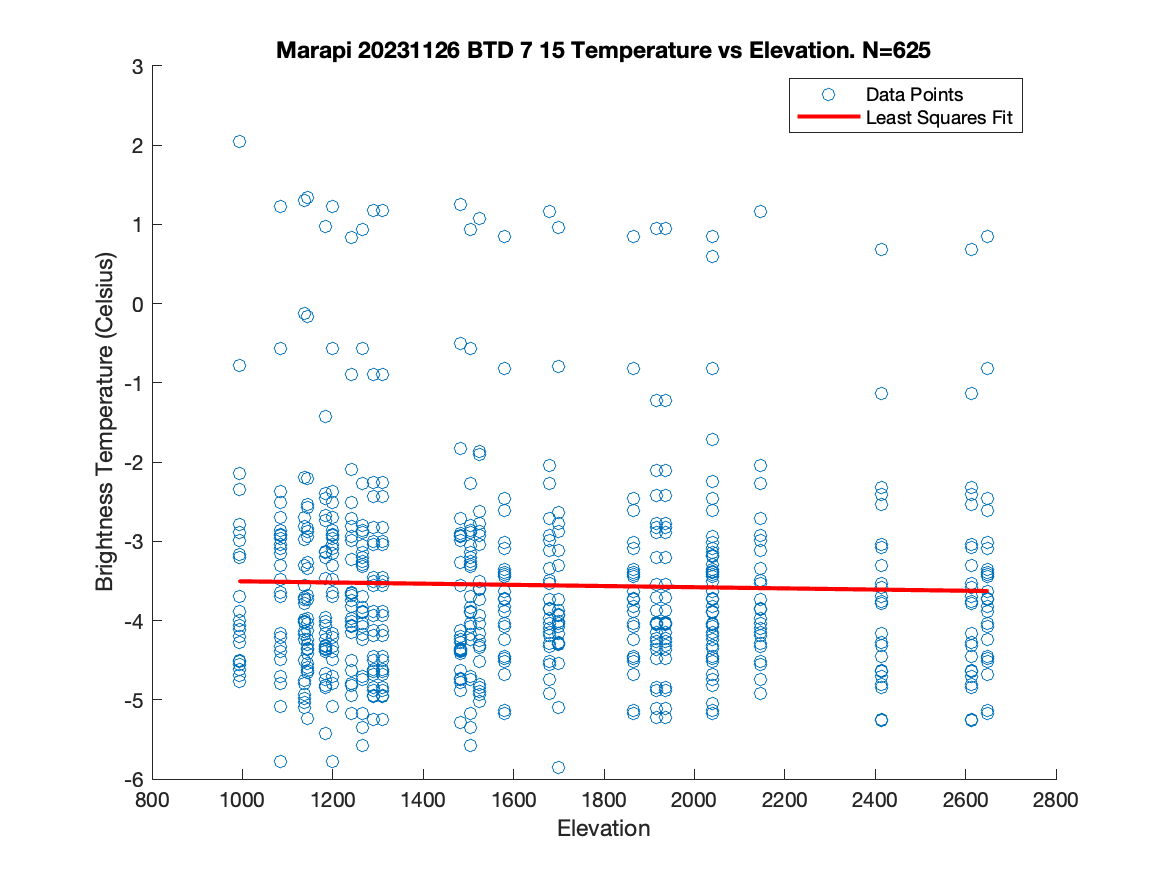 Marapi 20231126 BTD 7 15 Temperature vs Elevation. N=625
Data Points
Least Squares Fit
Brightness Temperature (Celsius)
3
2
1
0
-1
-2
-3
-4
-5
-6
800 1000 1200 1400 1600 1800 2000 2200 2400 2600 2800
Elevation